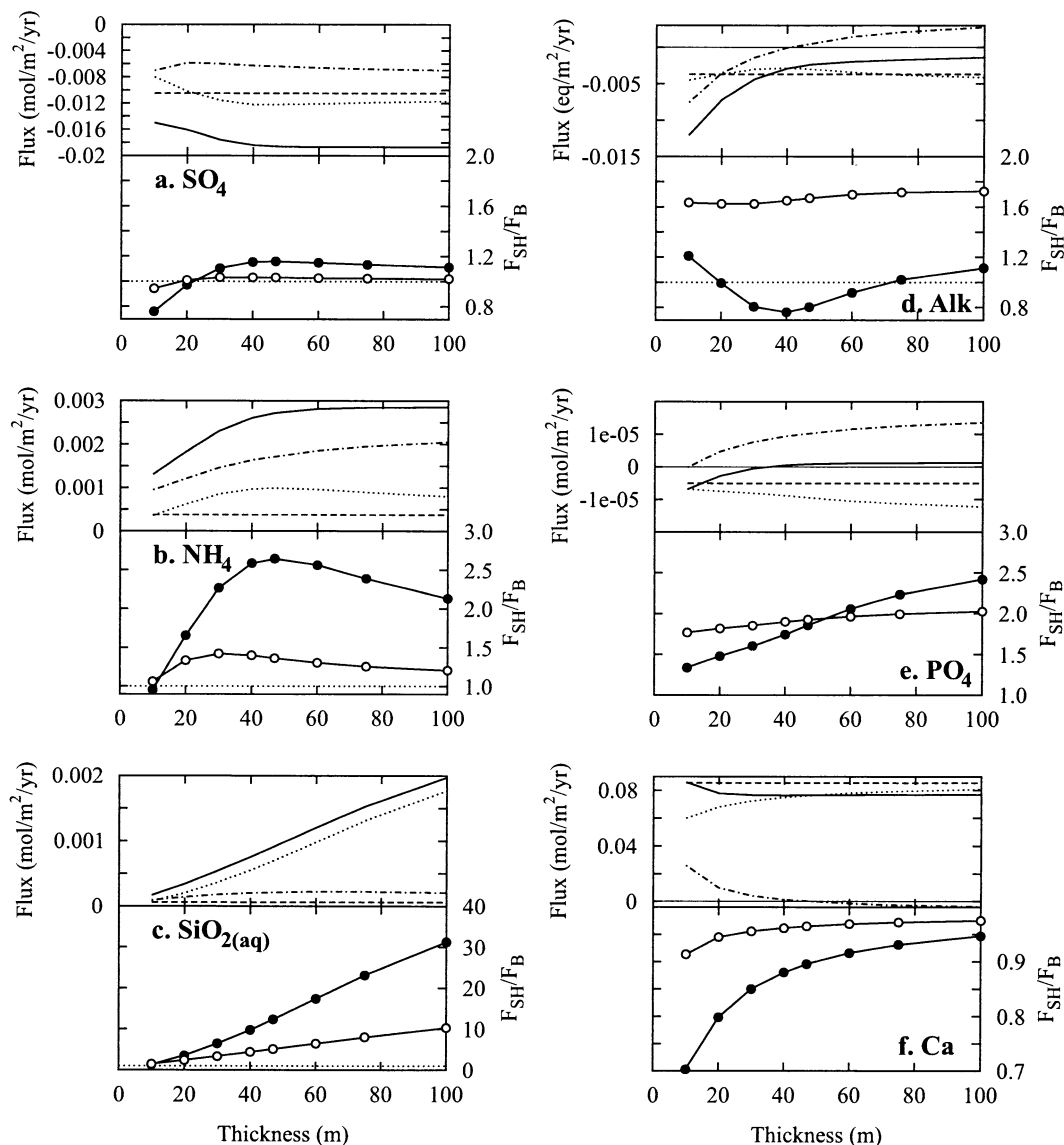 Flux (mol/m²/yr)
0
-0.004
-0.008
-0.012
-0.016
-0.02
a. SO₄
2.0
1.6
1.2
0.8
F_SH/F_B
0 20 40 60 80 100
Flux (eq/m²/yr)
-0.005
-0.015
2.0
1.6
1.2
0.8
F_SH/F_B
d. Alk
0 20 40 60 80 100
Flux (mol/m²/yr)
0.003
0.002
0.001
0
b. NH₄
3.0
2.5
2.0
1.5
1.0
F_SH/F_B
0 20 40 60 80 100
Flux (mol/m²/yr)
1e-05
0
-1e-05
3.0
2.5
2.0
1.5
1.0
F_SH/F_B
e. PO₄
0 20 40 60 80 100
Flux (mol/m²/yr)
0.002
0.001
0
c. SiO₂(aq)
40
30
20
10
0
F_SH/F_B
0 20 40 60 80 100
Thickness (m)
Flux (mol/m²/yr)
0.08
0.04
0
0.9
0.8
0.7
F_SH/F_B
f. Ca
0 20 40 60 80 100
Thickness (m)